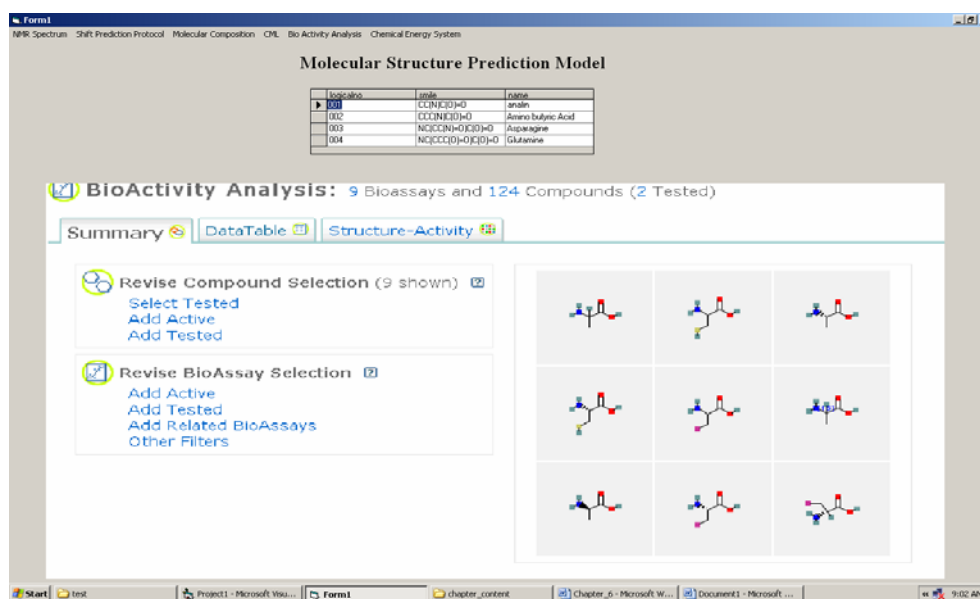 Form1
NMR Spectrum Shift Prediction Protocol Molecular Composition CML Bio Activity Analysis Chemical Energy System
Molecular Structure Prediction Model
logicalno smile name
001 CC(N)C(O)=O analin
002 CCC(N)C(O)=O Amino butyric Acid
003 NC(CC(N)=O)C(O)=O Asparagine
004 NC(CCC(O)=O)C(O)=O Glutamine
BioActivity Analysis: 9 Bioassays and 124 Compounds (2 Tested)
Summary DataTable Structure-Activity
Revise Compound Selection (9 shown) ?
Select Tested
Add Active
Add Tested
Revise BioAssay Selection ?
Add Active
Add Tested
Add Related BioAssays
Other Filters
Start test Project1 - Microsoft Visu... Form1 chapter_content Chapter_6 - Microsoft W... Document1 - Microsoft ... 9:02 AM